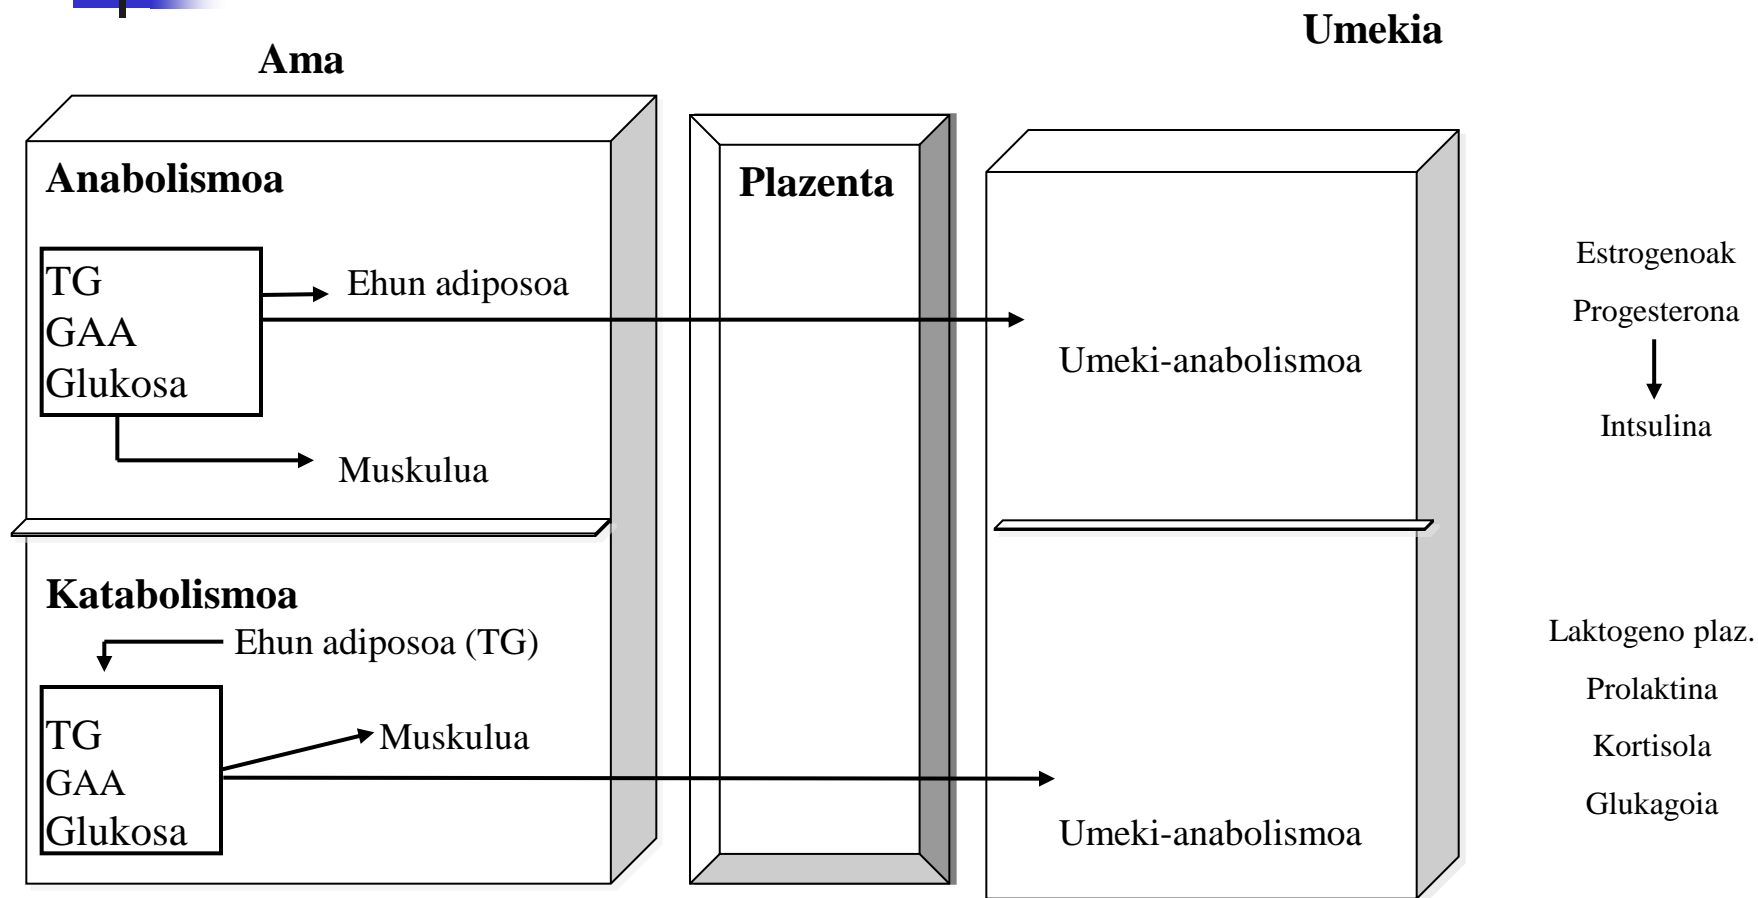 Umekia
Ama
Anabolismoa
Plazenta
TG
GAA
Glukosa
Ehun adiposoa
Muskulua
Umeki-anabolismoa
Estrogenoak
Progesterona
Intsulina
Katabolismoa
Ehun adiposoa (TG)
TG
GAA
Glukosa
Muskulua
Umeki-anabolismoa
Laktogeno plaz.
Prolaktina
Kortisola
Glukagoia